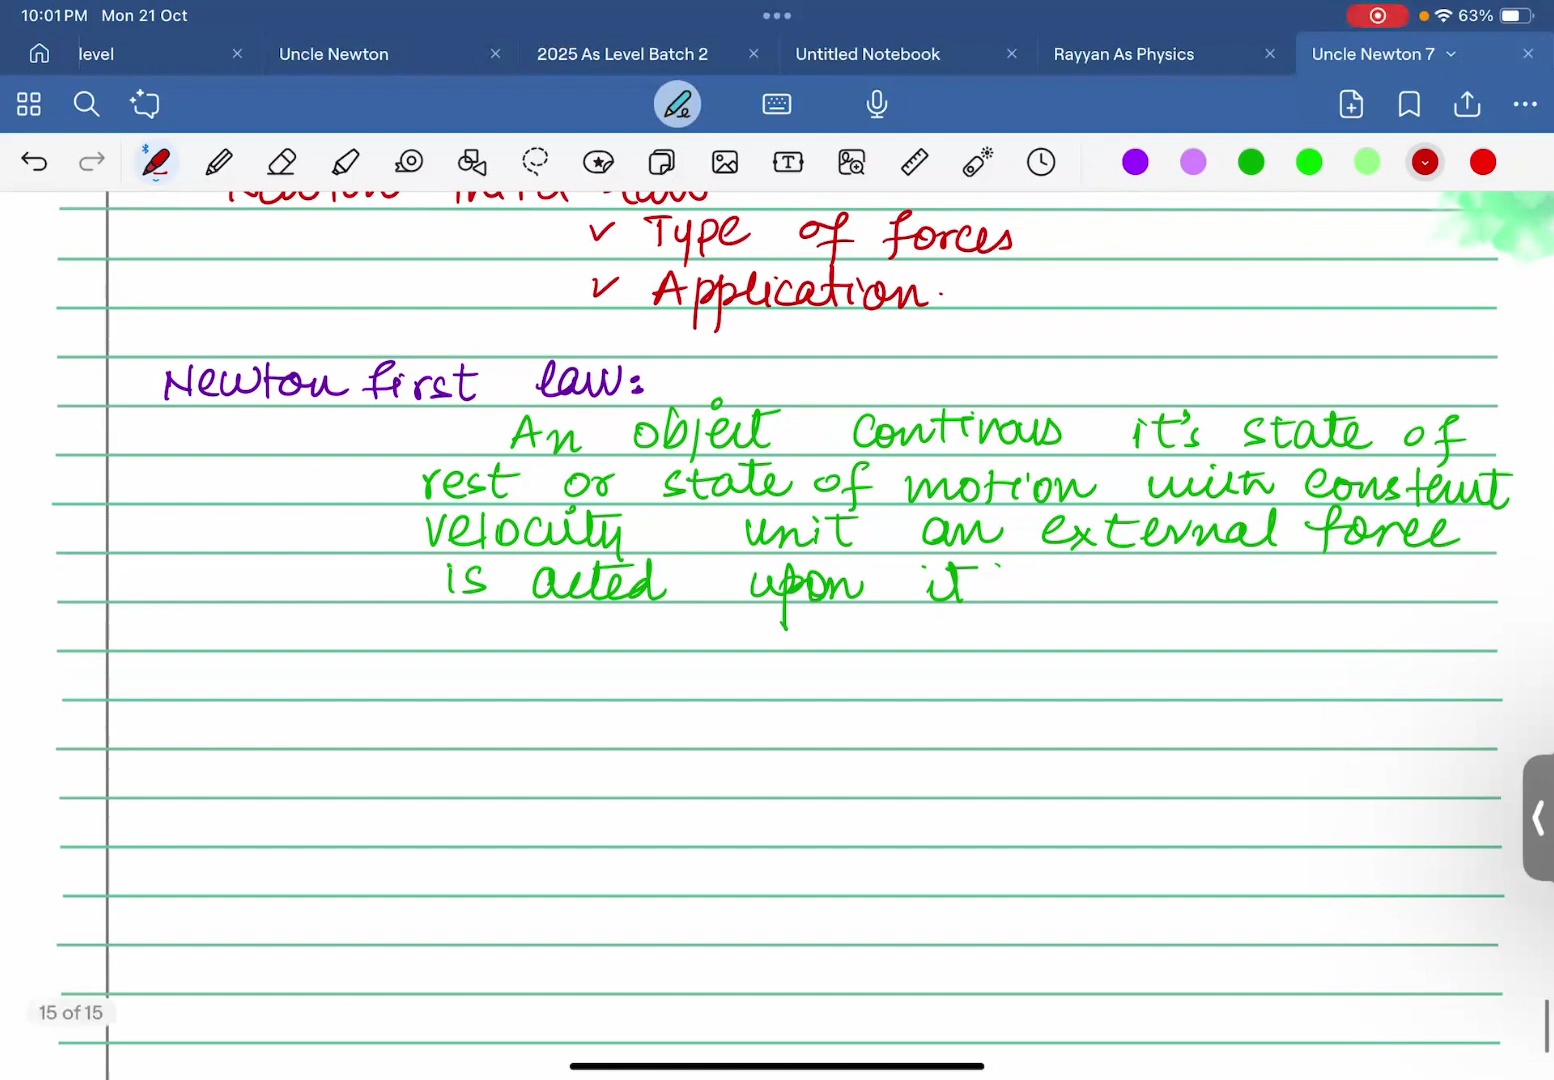 10:01 PM Mon 21 Oct
63%
level
Uncle Newton
2025 As Level Batch 2
Untitled Notebook
Rayyan As Physics
Uncle Newton 7
Type of forces
Application.
Newton first law:
An object continous it's state of
rest or state of motion with constant
velocity unit an external force
is acted upon it
15 of 15